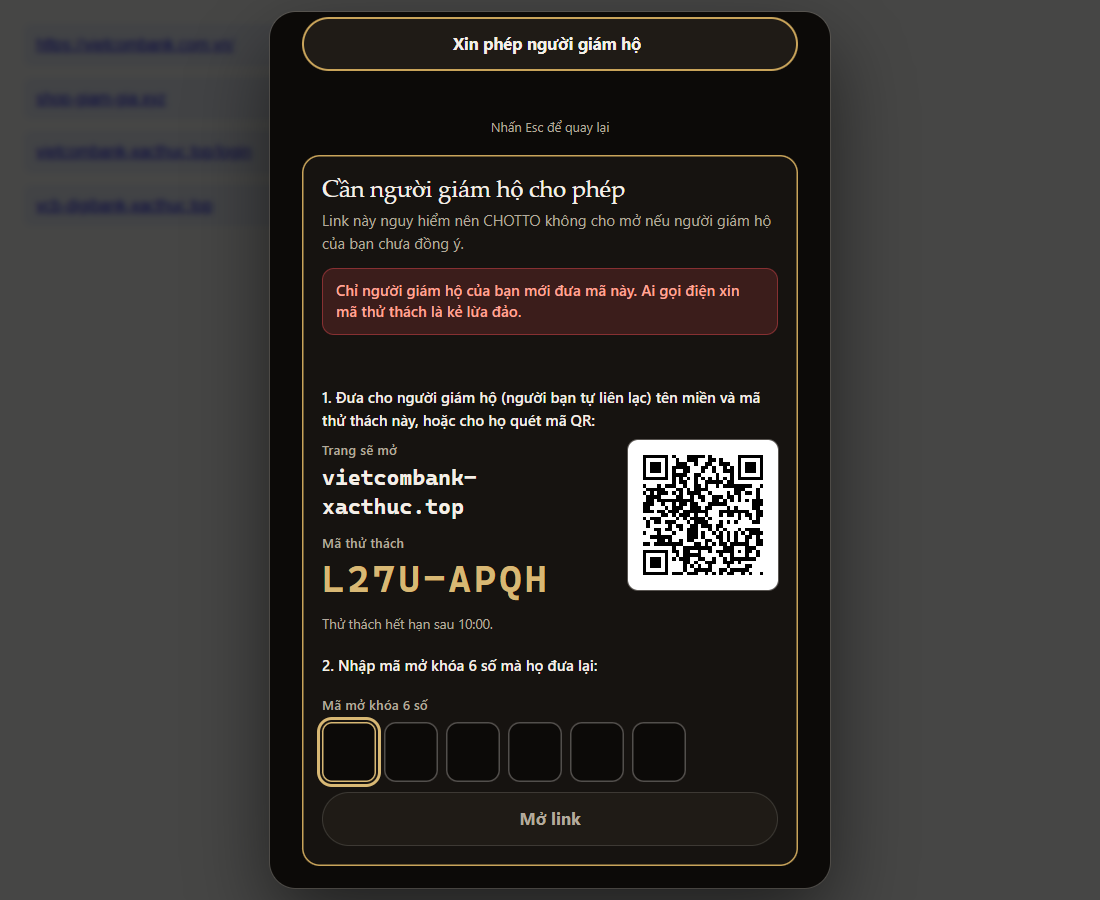 Xin phép người giám hộ
Nhấn Esc để quay lại
Cần người giám hộ cho phép
Link này nguy hiểm nên CHOTTO không cho mở nếu người giám hộ
của bạn chưa đồng ý.
Chỉ người giám hộ của bạn mới đưa mã này. Ai gọi điện xin
mã thử thách là kẻ lừa đảo.
1. Đưa cho người giám hộ (người bạn tự liên lạc) tên miền và mã
thử thách này, hoặc cho họ quét mã QR:
Trang sẽ mở
vietcombank-
xacthuc.top
Mã thử thách
L27U-APQH
Thử thách hết hạn sau 10:00.
2. Nhập mã mở khóa 6 số mà họ đưa lại:
Mã mở khóa 6 số
Mở link